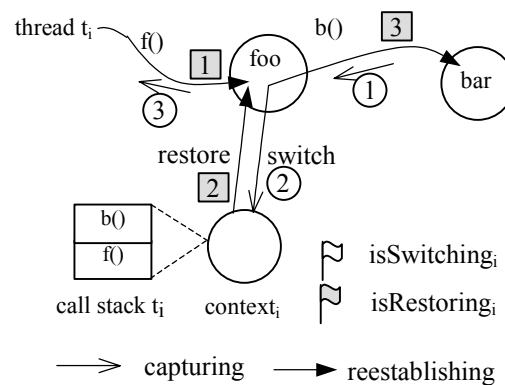 thread tᵢ
f()
b()
3
1
foo
bar
1
3
restore
switch
2
2
b()
f()
isSwitchingᵢ
call stack tᵢ
contextᵢ
isRestoringᵢ
capturing
reestablishing